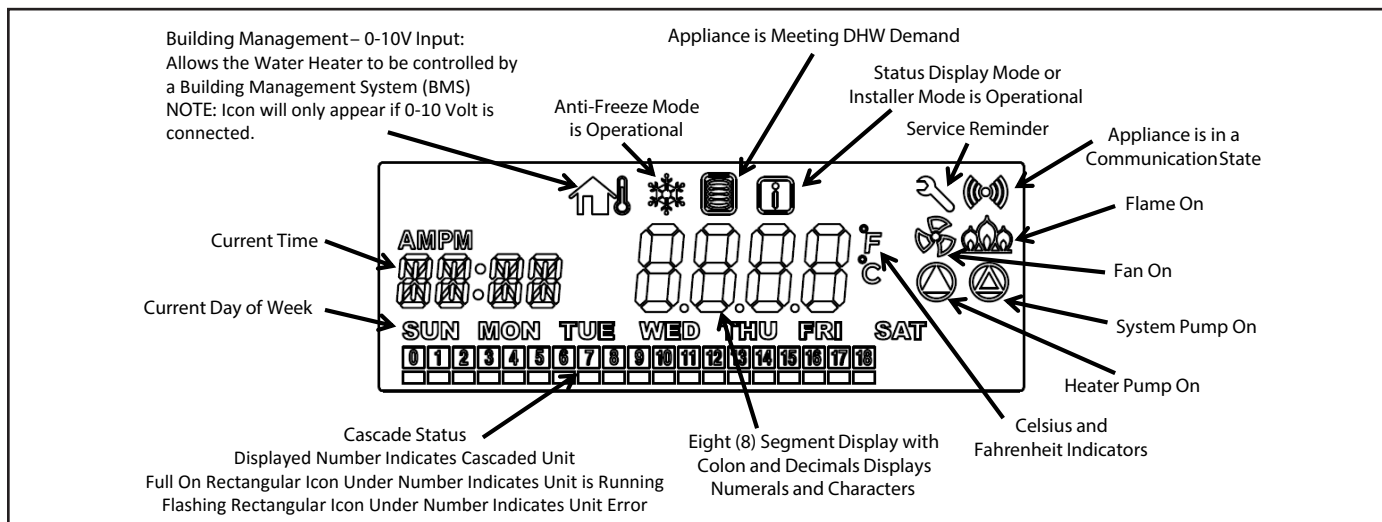 Building Management – 0-10V Input:
Allows the Water Heater to be controlled by
a Building Management System (BMS)
NOTE: Icon will only appear if 0-10 Volt is
connected.
Appliance is Meeting DHW Demand
Anti-Freeze Mode
is Operational
Status Display Mode or
Installer Mode is Operational
Service Reminder
Appliance is in a
Communication State
Flame On
Fan On
System Pump On
Heater Pump On
Current Time
Current Day of Week
AMPM
°F
°C
SUN MON TUE WED THU FRI SAT
0 1 2 3 4 5 6 7 8 9 10 11 12 13 14 15 16 17 18
Cascade Status
Displayed Number Indicates Cascaded Unit
Full On Rectangular Icon Under Number Indicates Unit is Running
Flashing Rectangular Icon Under Number Indicates Unit Error
Eight (8) Segment Display with
Colon and Decimals Displays
Numerals and Characters
Celsius and
Fahrenheit Indicators